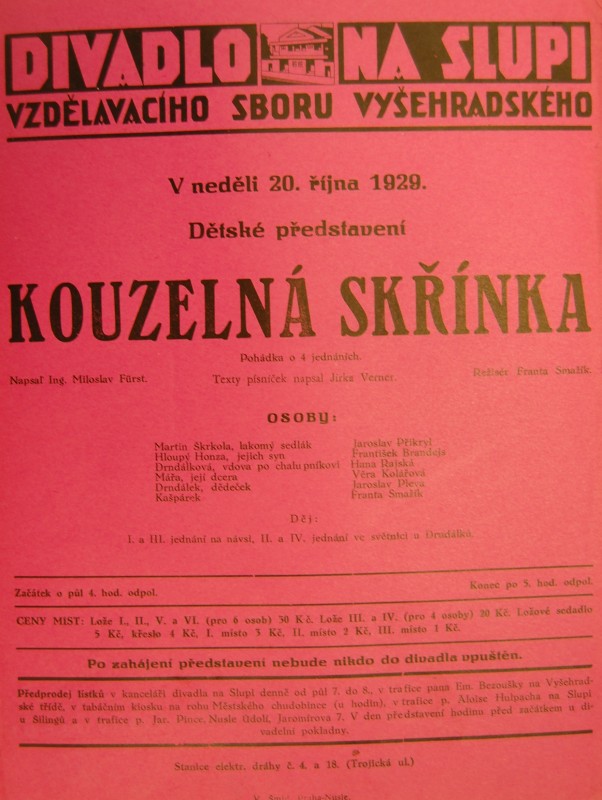 DIVADLO NA SLUPI
VZDĚLAVACÍHO SBORU VYŠEHRADSKÉHO
V neděli 20. října 1929.
Dětské představení
KOUZELNÁ SKŘÍNKA
Pohádka o 4 jednáních.
Napsal Ing. Miloslav Fürst. Texty písniček napsal Jirka Verner. Režisér Franta Smažík.
OSOBY:
Martin Škrkola, lakomý sedlák Jaroslav Přikryl
Hloupý Honza, jejich syn František Brandejs
Drndálková, vdova po chalupníkovi Hana Rajská
Mářa, její dcera Věra Kolářová
Drndálek, dědeček Jaroslav Pleva
Kašpárek Franta Smažík
Děj:
I. a III. jednání na návsi, II. a IV. jednání ve světnici u Drndálků.
Začátek o půl 4. hod. odpol. Konec po 5. hod. odpol.
CENY MIST: Lože I., II., V. a VI. (pro 6 osob) 30 Kč. Lože III. a IV. (pro 4 osoby) 20 Kč. Ložové sedadlo
5 Kč, křeslo 4 Kč, I. místo 3 Kč, II. místo 2 Kč, III. místo 1 Kč.
Po zahájení představení nebude nikdo do divadla vpuštěn.
Předprodej lístků v kanceláři divadla na Slupi denně od půl 7. do 8., v trafice pana Em. Bezoušky na Vyšehrad-
ské třídě, v tabáčním kiosku na rohu Městského chudobince (u hodin), v trafice p. Aloise Hulpacha na Slupi
u Šilingů a v trafice p. Jar. Pince, Nusle Údolí, Jaromírova 7. V den představení hodinu před začátkem u di-
vadelní pokladny.
Stanice elektr. dráhy č. 4. a 18. (Trojická ul.)